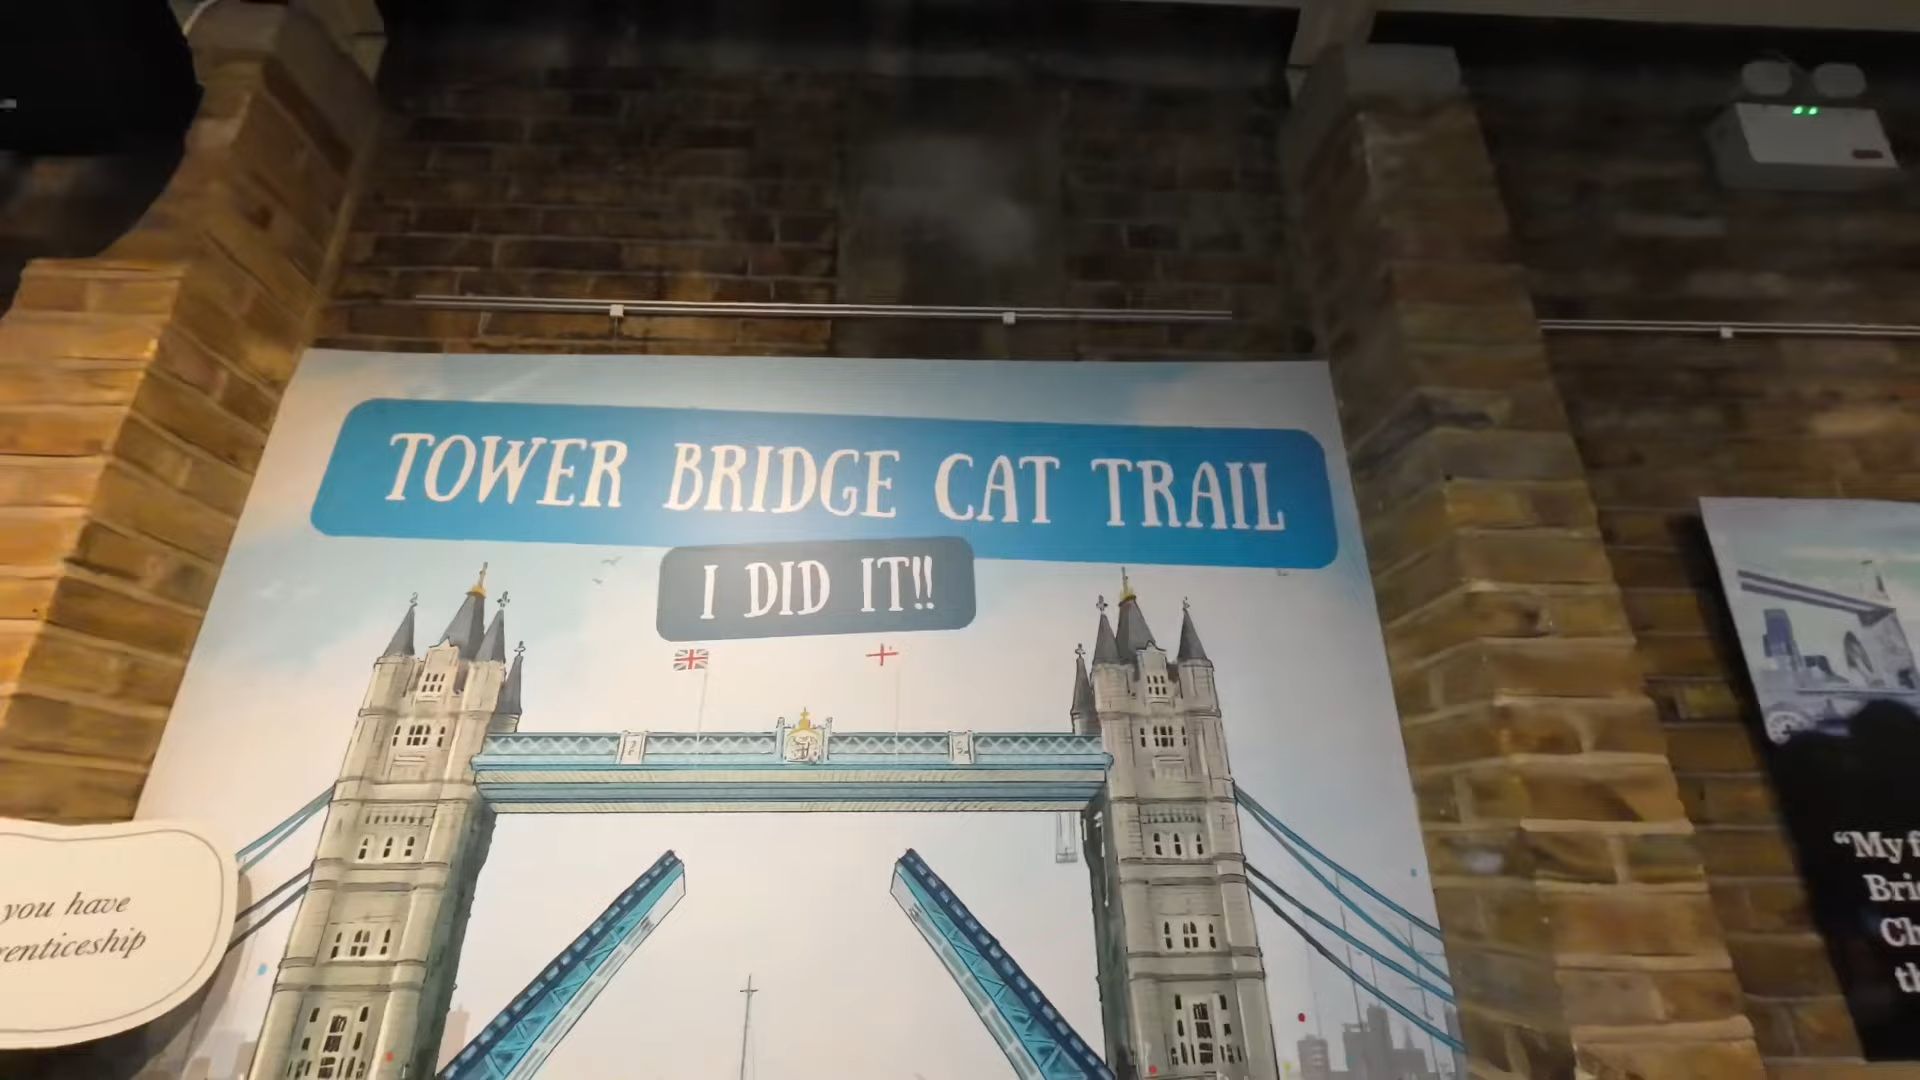 TOWER BRIDGE CAT TRAIL
I DID IT!!
you have
renticeship
“My f
Bri
Ch
th